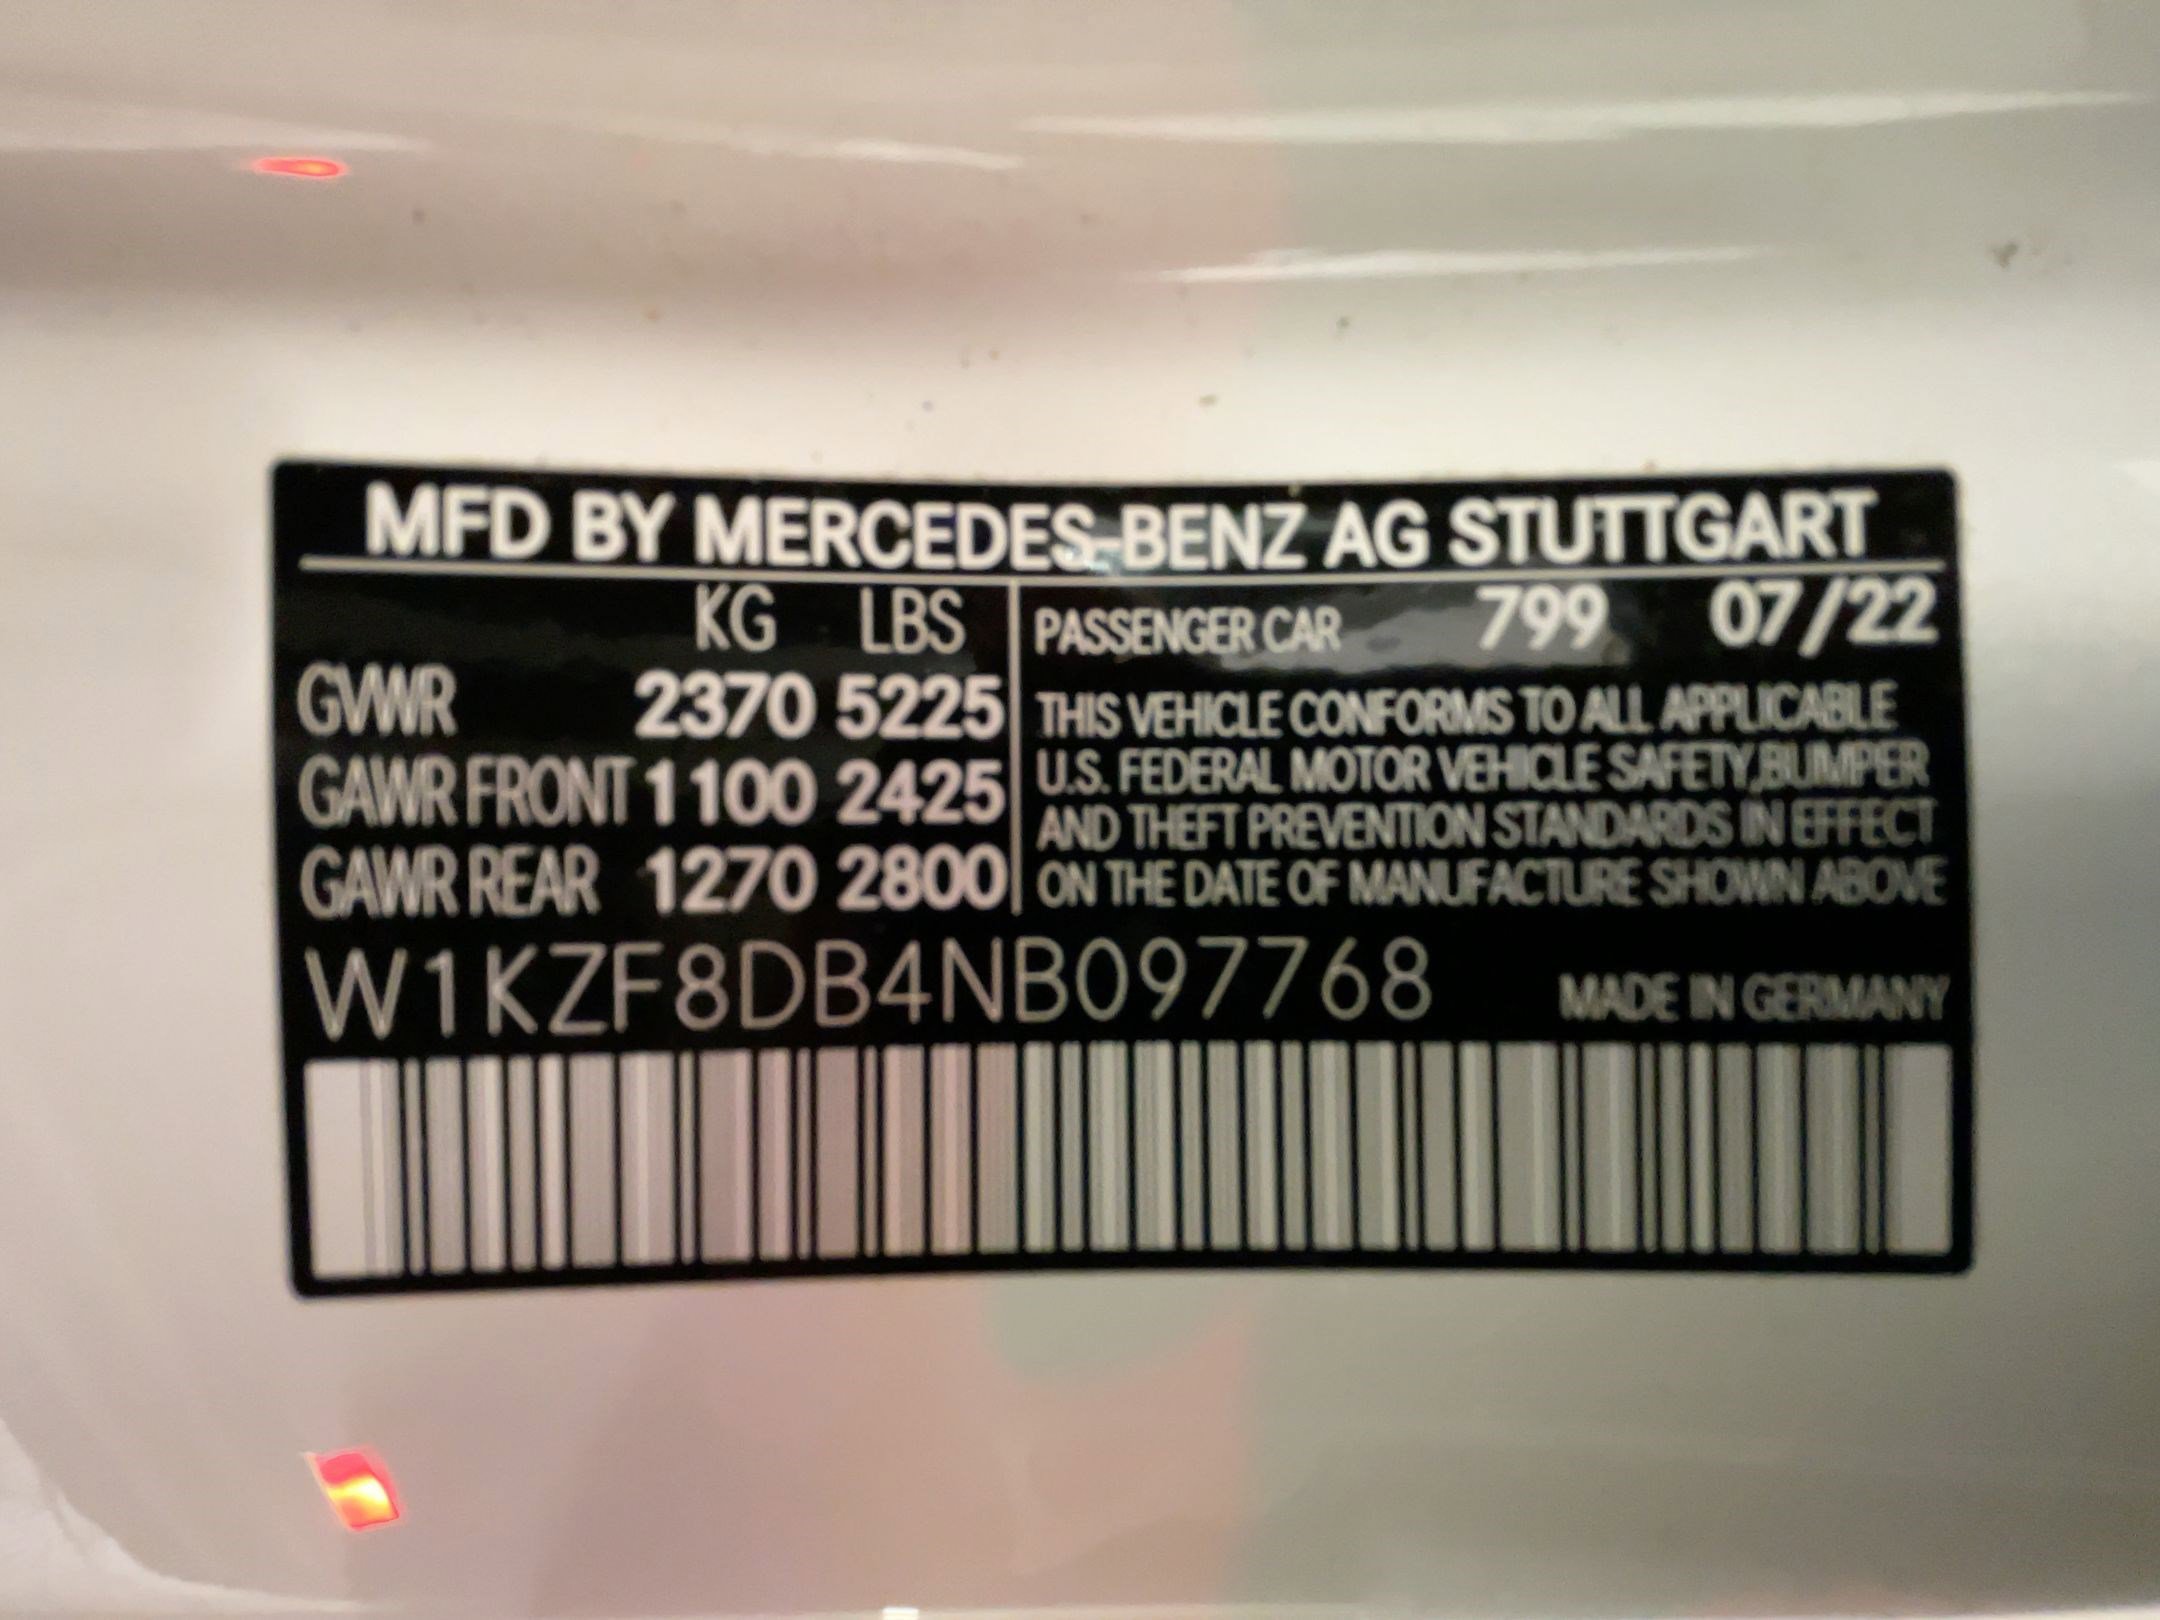 MFD BY MERCEDES-BENZ AG STUTTGART
KG LBS
GVWR 2370 5225
GAWR FRONT 1100 2425
GAWR REAR 1270 2800
PASSENGER CAR 799 07/22
THIS VEHICLE CONFORMS TO ALL APPLICABLE
U.S. FEDERAL MOTOR VEHICLE SAFETY,BUMPER
AND THEFT PREVENTION STANDARDS IN EFFECT
ON THE DATE OF MANUFACTURE SHOWN ABOVE
W1KZF8DB4NB097768
MADE IN GERMANY